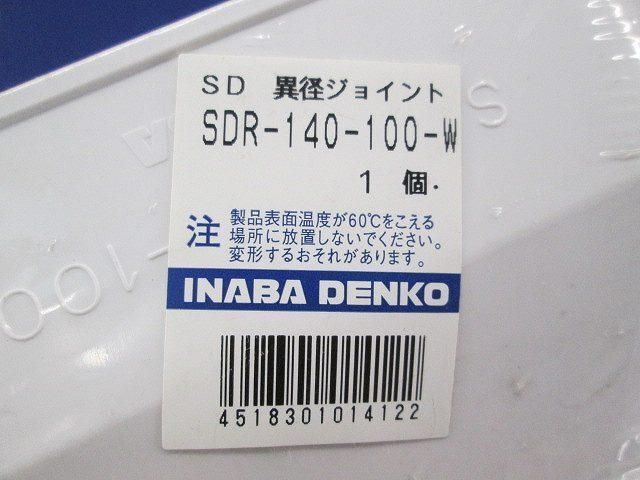 SD 異径ジョイント
SDR-140-100-W
1 個.
注 製品表面温度が60℃をこえる
場所に放置しないでください。
変形するおそれがあります。
INABA DENKO
4518301014122
S
-100